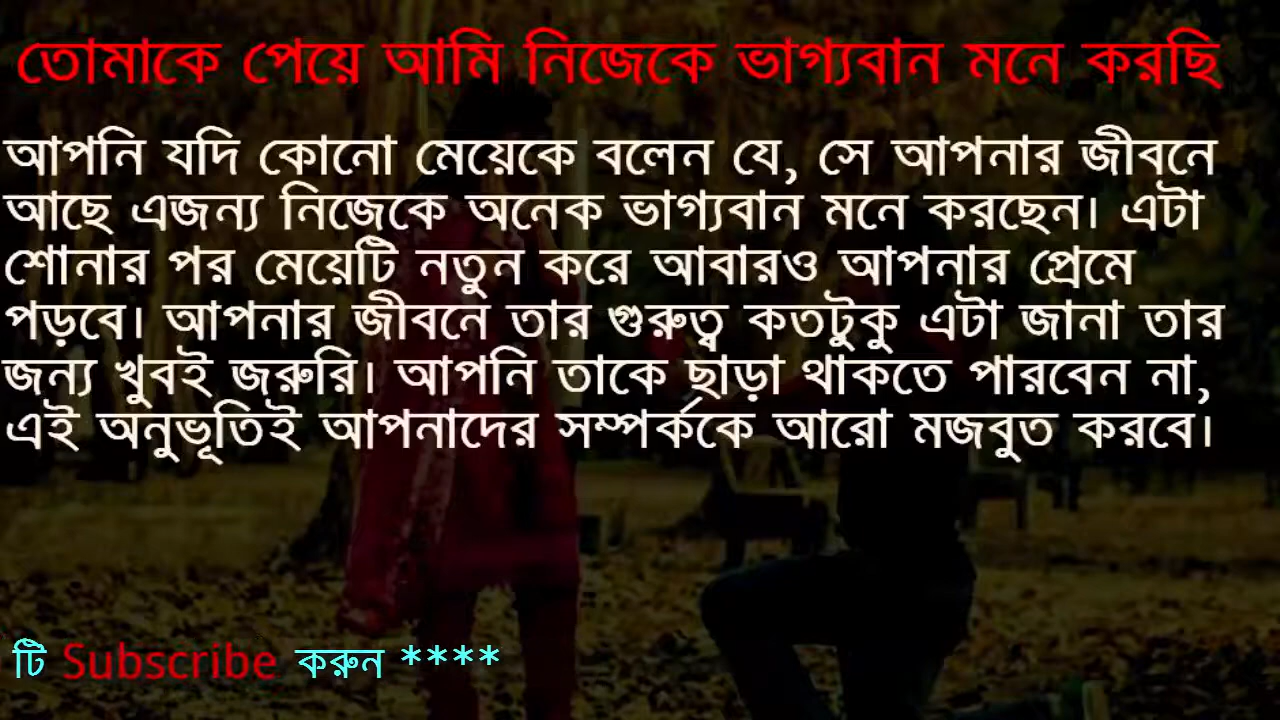 তোমাকে পেয়ে আমি নিজেকে ভাগ্যবান মনে করছি
আপনি যদি কোনো মেয়েকে বলেন যে, সে আপনার জীবনে
আছে এজন্য নিজেকে অনেক ভাগ্যবান মনে করছেন। এটা
শোনার পর মেয়েটি নতুন করে আবারও আপনার প্রেমে
পড়বে। আপনার জীবনে তার গুরুত্ব কতটুকু এটা জানা তার
জন্য খুবই জরুরি। আপনি তাকে ছাড়া থাকতে পারবেন না,
এই অনুভূতিই আপনাদের সম্পর্ককে আরো মজবুত করবে।
টি Subscribe করুন ****